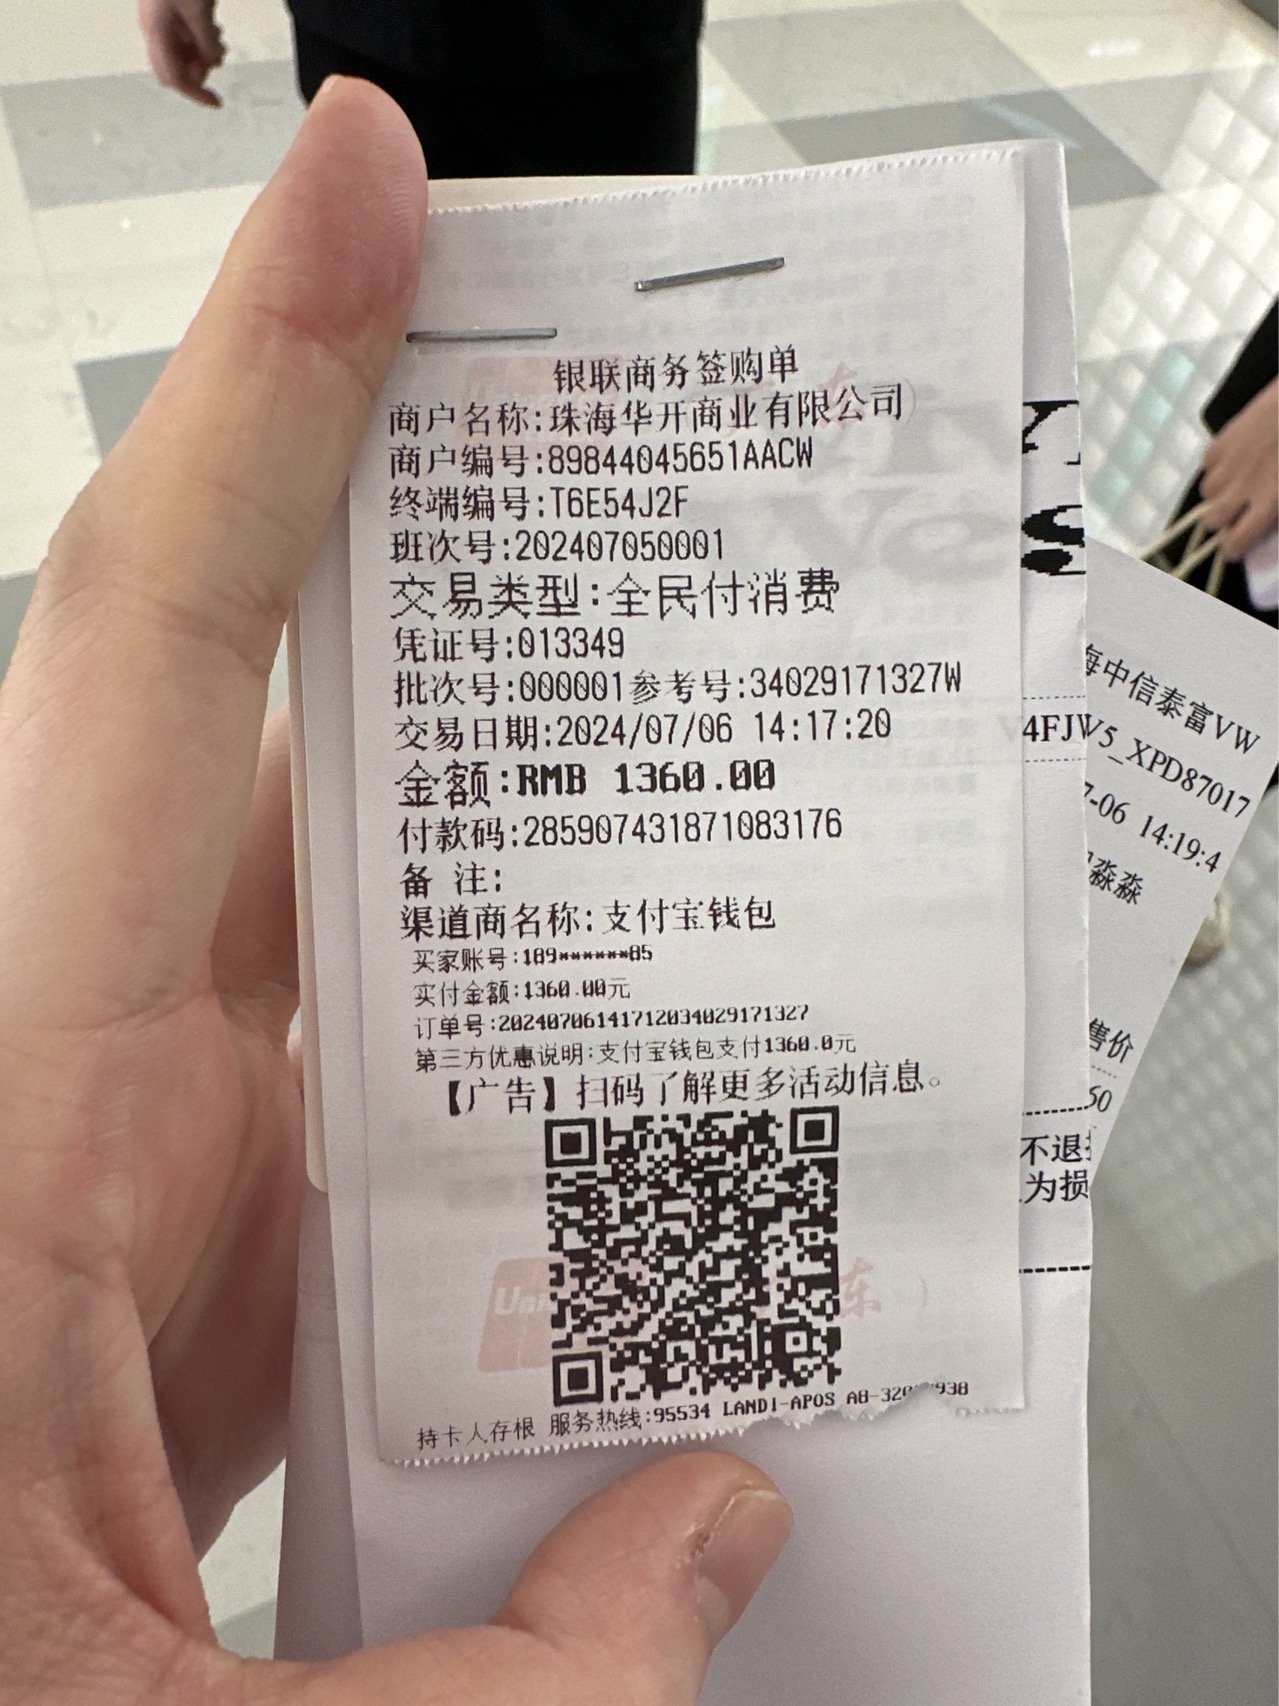 银联商务签购单
商户名称:珠海华开商业有限公司
商户编号:89844045651AACW
终端编号:T6E54J2F
班次号:202407050001
交易类型:全民付消费
凭证号:013349
批次号:000001参考号:34029171327W
交易日期:2024/07/06 14:17:20
金额:RMB 1360.00
付款码:285907431871083176
备 注:
渠道商名称:支付宝钱包
买家账号:189******85
实付金额:1360.00元
订单号:20240706141712034029171327
第三方优惠说明:支付宝钱包支付1360.0元
【广告】扫码了解更多活动信息。
持卡人存根 服务热线:95534 LANDI-APOS A8-320 938
海中信泰富VW
V4FJW5_XPD87017
7-06 14:19:4
淼淼
售价
60
不退
为损